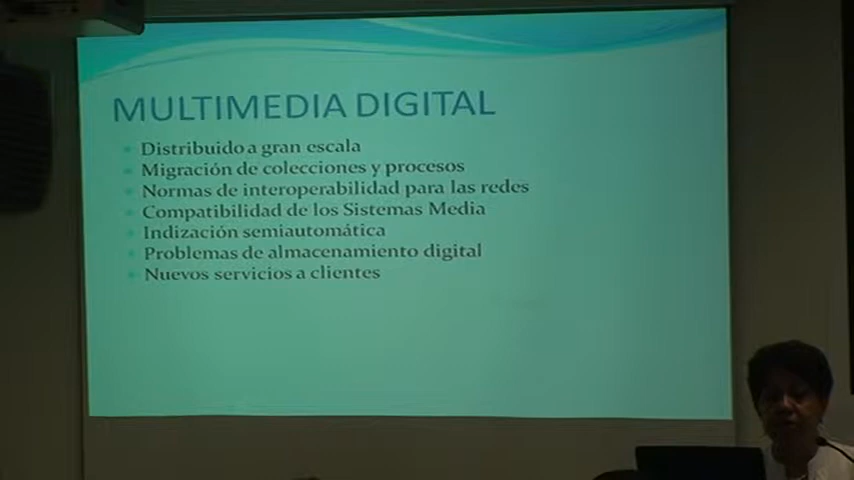 MULTIMEDIA DIGITAL
Distribuido a gran escala
Migración de colecciones y procesos
Normas de interoperabilidad para las redes
Compatibilidad de los Sistemas Media
Indización semiautomática
Problemas de almacenamiento digital
Nuevos servicios a clientes